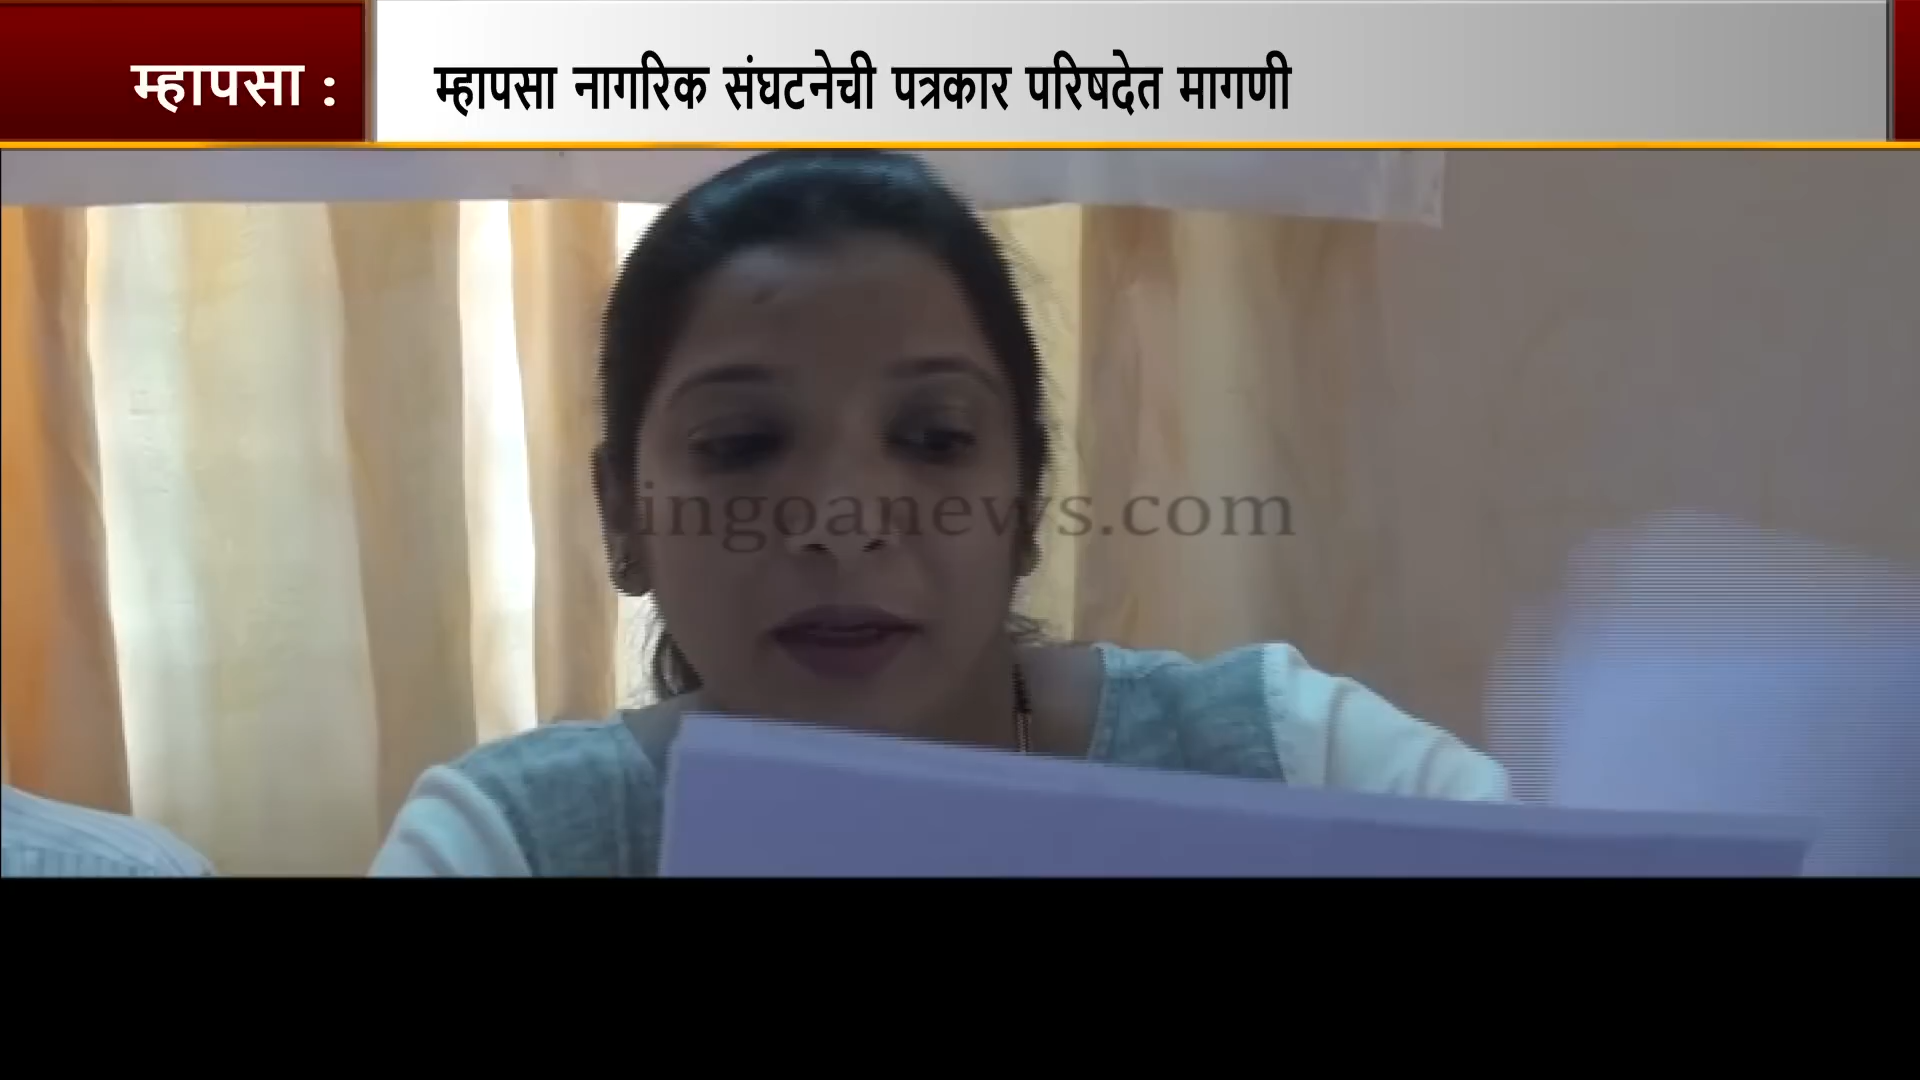 म्हापसा :
म्हापसा नागरिक संघटनेची पत्रकार परिषदेत मागणी
ingoanews.com